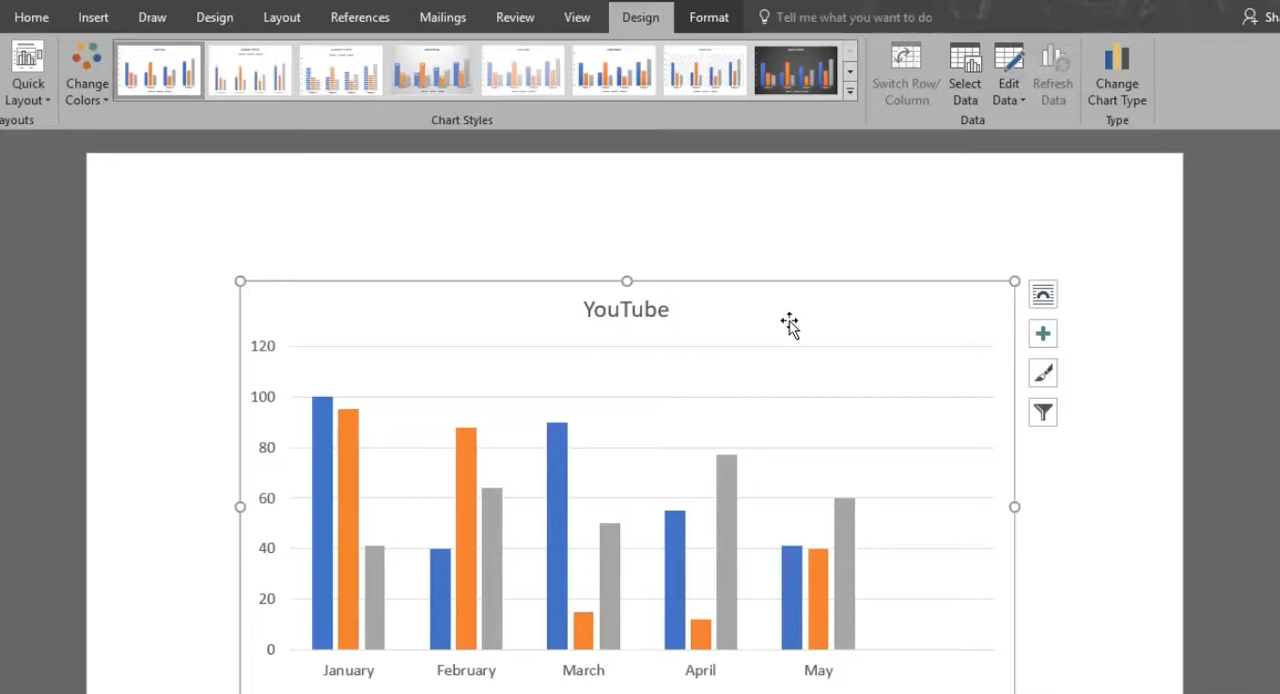 Home Insert Draw Design Layout References Mailings Review View Design Format Tell me what you want to do Sha
Quick Layout
Change Colors
Switch Row/ Column
Select Data
Edit Data
Refresh Data
Change Chart Type
ayouts
Chart Styles
Data
Type
YouTube
120
100
80
60
40
20
0
January February March April May